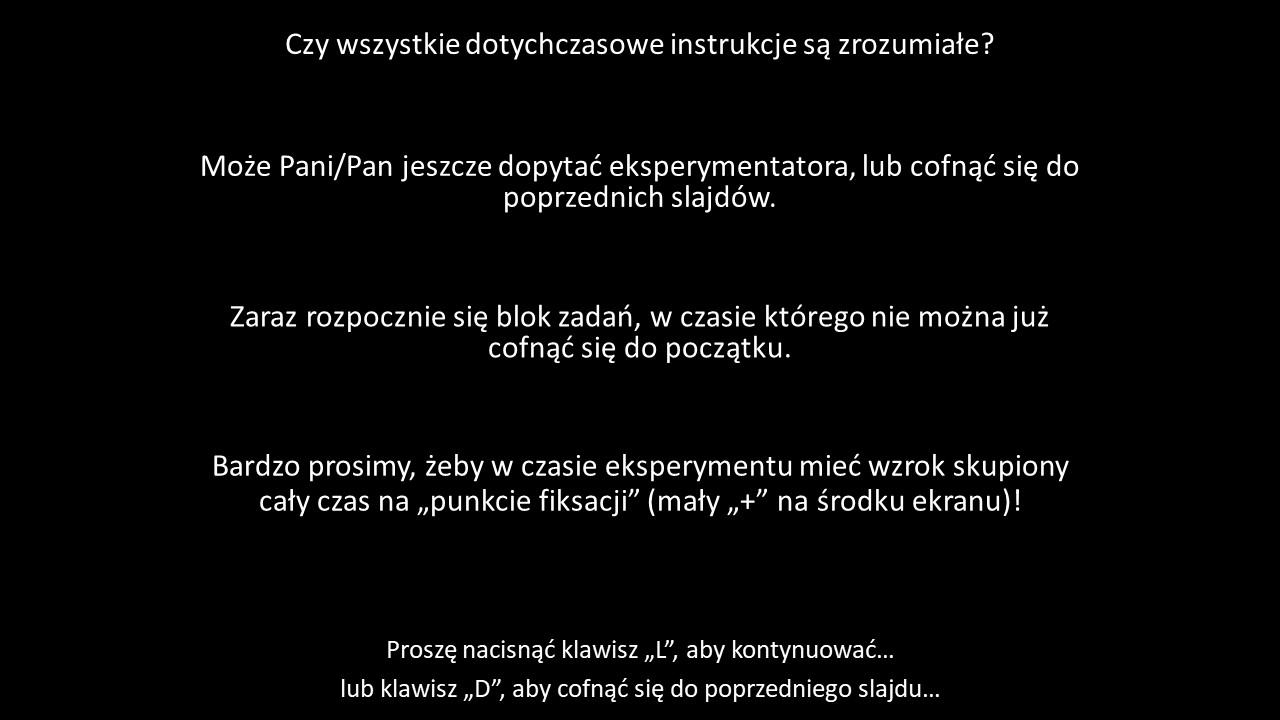 Czy wszystkie dotychczasowe instrukcje są zrozumiałe?
Może Pani/Pan jeszcze dopytać eksperymentatora, lub cofnąć się do
poprzednich slajdów.
Zaraz rozpocznie się blok zadań, w czasie którego nie można już
cofnąć się do początku.
Bardzo prosimy, żeby w czasie eksperymentu mieć wzrok skupiony
cały czas na „punkcie fiksacji” (mały „+” na środku ekranu)!
Proszę nacisnąć klawisz „L”, aby kontynuować…
lub klawisz „D”, aby cofnąć się do poprzedniego slajdu…